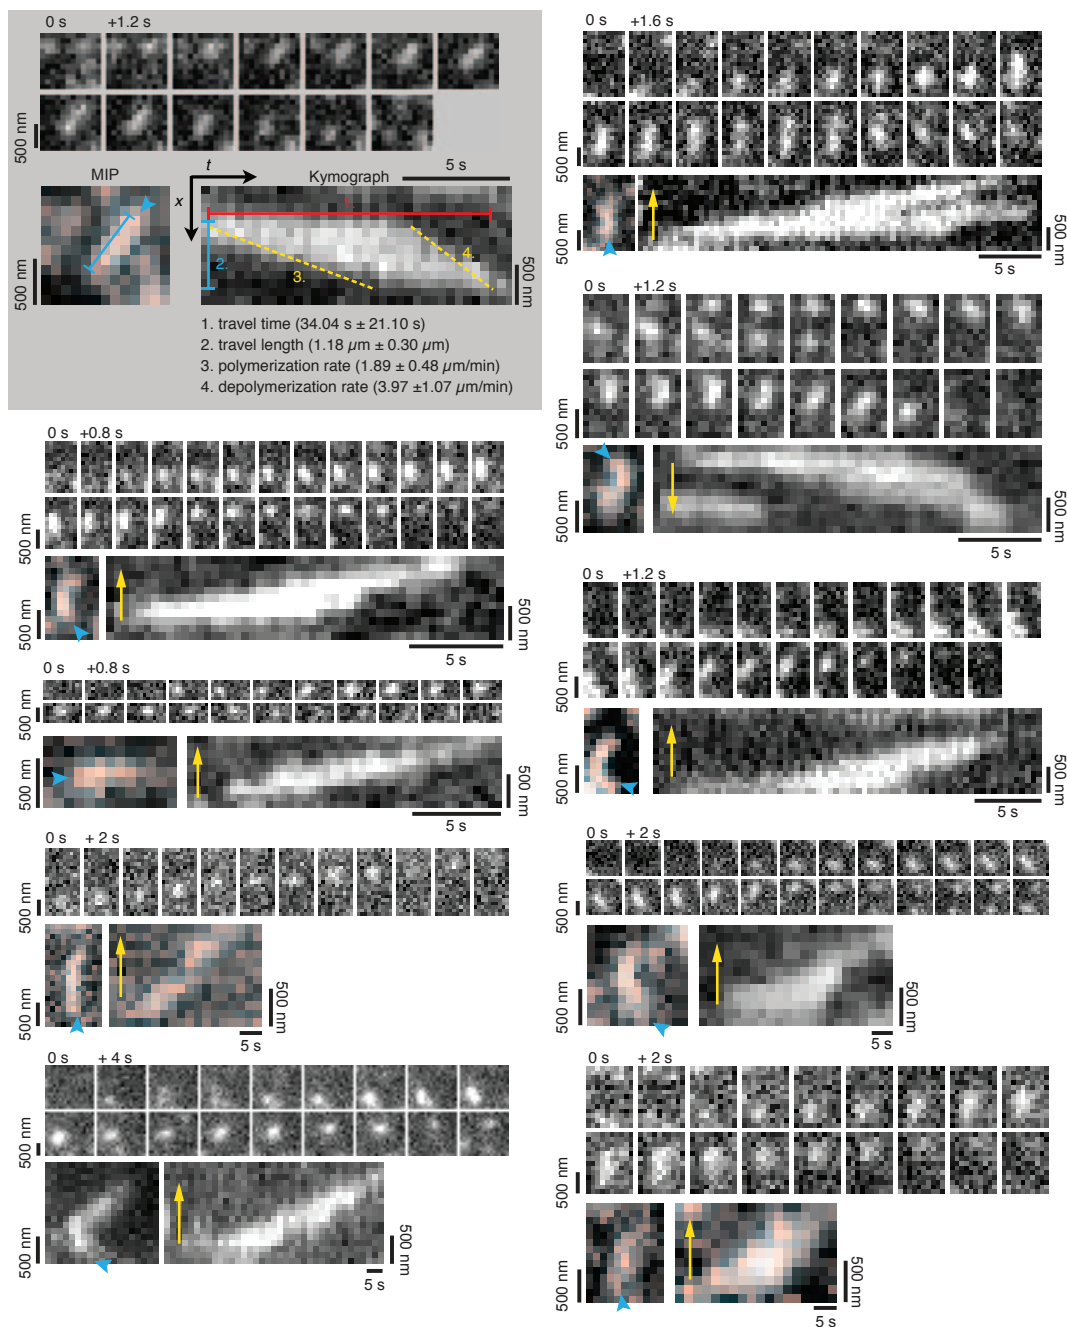 0 s +1.2 s
500 nm
5 s
MIP
t
x
Kymograph
1.
2.
3.
4.
500 nm
500 nm
1. travel time (34.04 s ± 21.10 s)
2. travel length (1.18 µm ± 0.30 µm)
3. polymerization rate (1.89 ± 0.48 µm/min)
4. depolymerization rate (3.97 ±1.07 µm/min)
0 s +0.8 s
500 nm
500 nm
500 nm
5 s
0 s +0.8 s
500 nm
500 nm
500 nm
5 s
0 s + 2 s
500 nm
500 nm
500 nm
5 s
0 s + 4 s
500 nm
500 nm
500 nm
5 s
0 s +1.6 s
500 nm
500 nm
500 nm
5 s
0 s +1.2 s
500 nm
500 nm
500 nm
5 s
0 s +1.2 s
500 nm
500 nm
500 nm
5 s
0 s + 2 s
500 nm
500 nm
500 nm
5 s
0 s + 2 s
500 nm
500 nm
500 nm
5 s